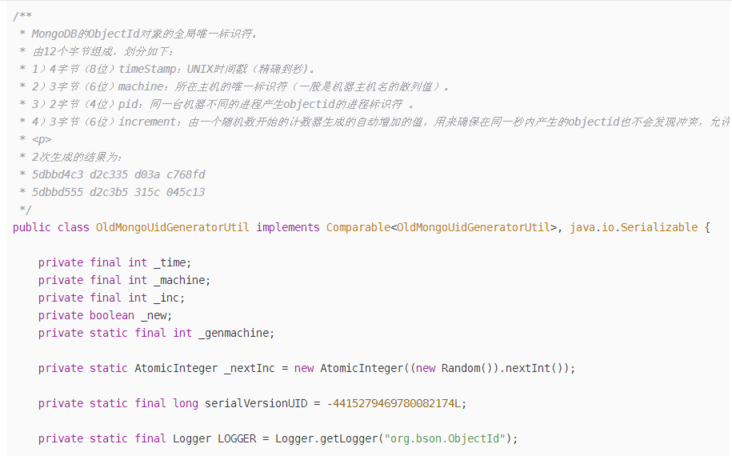 /**
* MongoDB的ObjectId对象的全局唯一标识符。
* 由12个字节组成，划分如下：
* 1）4字节（8位）timeStamp：UNIX时间戳（精确到秒）。
* 2）3字节（6位）machine：所在主机的唯一标识符（一般是机器主机名的散列值）。
* 3）2字节（4位）pid：同一台机器不同的进程产生objectid的进程标识符 。
* 4）3字节（6位）increment：由一个随机数开始的计数器生成的自动增加的值，用来确保在同一秒内产生的objectid也不会发现冲突，允许
* <p>
* 2次生成的结果为：
* 5dbbd4c3 d2c335 d03a c768fd
* 5dbbd555 d2c3b5 315c 045c13
*/
public class OldMongoUidGeneratorUtil implements Comparable<OldMongoUidGeneratorUtil>, java.io.Serializable {
private final int _time;
private final int _machine;
private final int _inc;
private boolean _new;
private static final int _genmachine;
private static AtomicInteger _nextInc = new AtomicInteger((new Random()).nextInt());
private static final long serialVersionUID = -4415279469780082174L;
private static final Logger LOGGER = Logger.getLogger("org.bson.ObjectId");